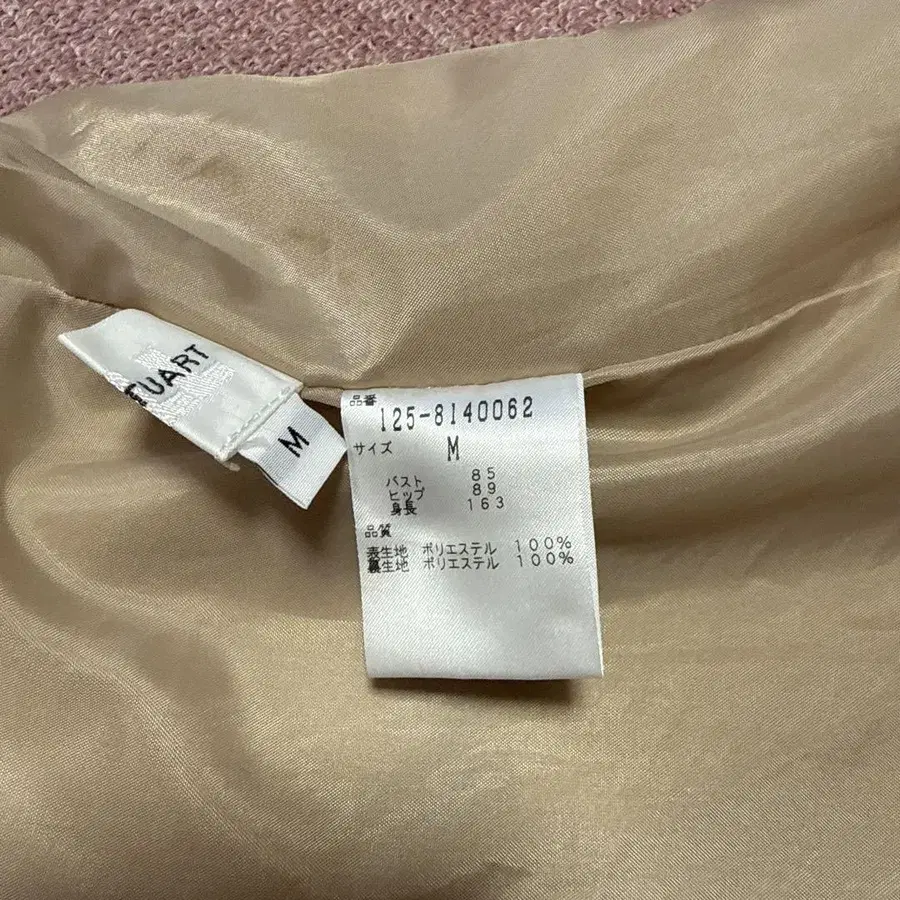 TUART
M
品番
125-8140062
サイズ M
バスト 85
ヒップ 89
身長 163
品質
表生地 ポリエステル 100%
裏生地 ポリエステル 100%